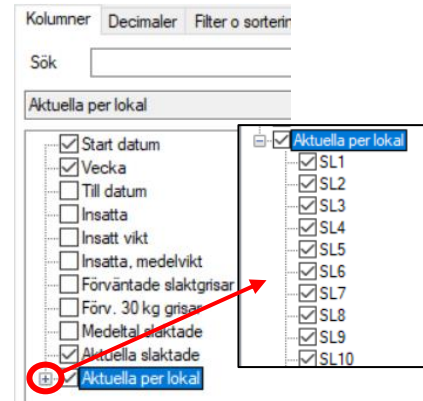 Kolumner Decimaler Filter o sorterin
Sök
Aktuella per lokal
Start datum
Vecka
Till datum
Insatta
Insatt vikt
Insatta, medelvikt
Förväntade slaktgrisar
Förv. 30 kg grisar
Medeltal slaktade
Aktuella slaktade
Aktuella per lokal
Aktuella per lokal
SL1
SL2
SL3
SL4
SL5
SL6
SL7
SL8
SL9
SL10